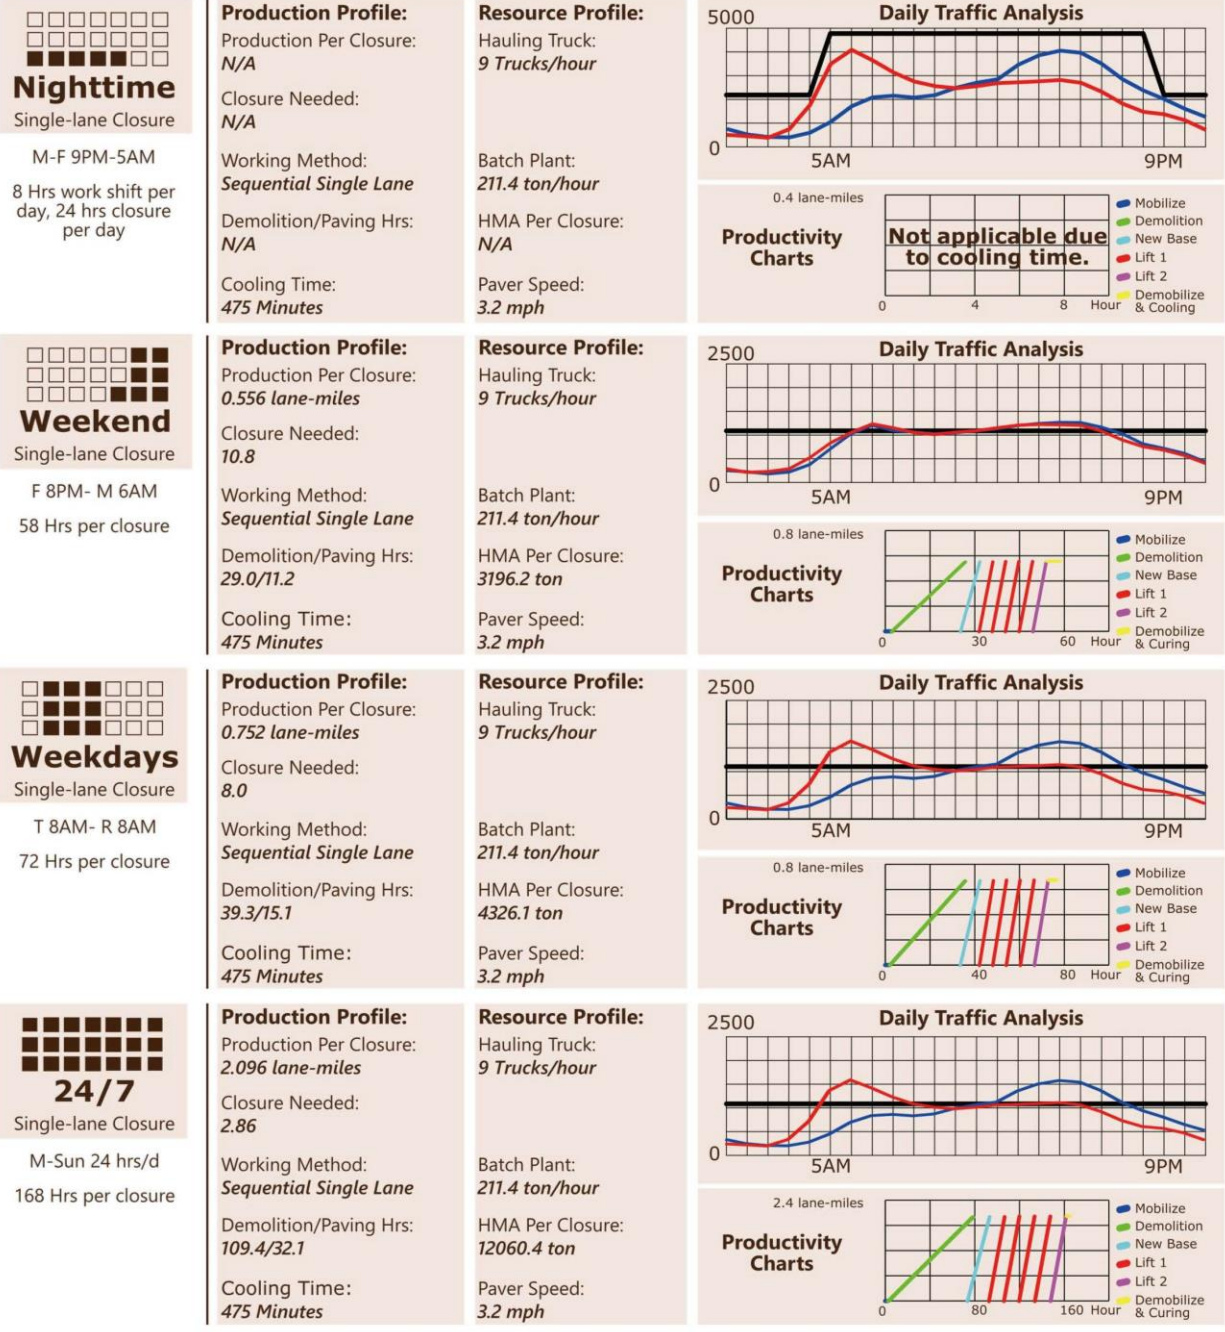 Nighttime
Single-lane Closure
M-F 9PM-5AM
8 Hrs work shift per
day, 24 hrs closure
per day
Production Profile:
Production Per Closure:
N/A
Closure Needed:
N/A
Working Method:
Sequential Single Lane
Demolition/Paving Hrs:
N/A
Cooling Time:
475 Minutes
Resource Profile:
Hauling Truck:
9 Trucks/hour
Batch Plant:
211.4 ton/hour
HMA Per Closure:
N/A
Paver Speed:
3.2 mph
Daily Traffic Analysis
5000
0
5AM
9PM
0.4 lane-miles
Productivity
Charts
Not applicable due
to cooling time.
0
4
8
Hour
Mobilize
Demolition
New Base
Lift 1
Lift 2
Demobilize
& Cooling
Weekend
Single-lane Closure
F 8PM- M 6AM
58 Hrs per closure
Production Profile:
Production Per Closure:
0.556 lane-miles
Closure Needed:
10.8
Working Method:
Sequential Single Lane
Demolition/Paving Hrs:
29.0/11.2
Cooling Time:
475 Minutes
Resource Profile:
Hauling Truck:
9 Trucks/hour
Batch Plant:
211.4 ton/hour
HMA Per Closure:
3196.2 ton
Paver Speed:
3.2 mph
Daily Traffic Analysis
2500
0
5AM
9PM
0.8 lane-miles
Productivity
Charts
0
30
60
Hour
Mobilize
Demolition
New Base
Lift 1
Lift 2
Demobilize
& Curing
Weekdays
Single-lane Closure
T 8AM- R 8AM
72 Hrs per closure
Production Profile:
Production Per Closure:
0.752 lane-miles
Closure Needed:
8.0
Working Method:
Sequential Single Lane
Demolition/Paving Hrs:
39.3/15.1
Cooling Time:
475 Minutes
Resource Profile:
Hauling Truck:
9 Trucks/hour
Batch Plant:
211.4 ton/hour
HMA Per Closure:
4326.1 ton
Paver Speed:
3.2 mph
Daily Traffic Analysis
2500
0
5AM
9PM
0.8 lane-miles
Productivity
Charts
0
40
80
Hour
Mobilize
Demolition
New Base
Lift 1
Lift 2
Demobilize
& Curing
24/7
Single-lane Closure
M-Sun 24 hrs/d
168 Hrs per closure
Production Profile:
Production Per Closure:
2.096 lane-miles
Closure Needed:
2.86
Working Method:
Sequential Single Lane
Demolition/Paving Hrs:
109.4/32.1
Cooling Time:
475 Minutes
Resource Profile:
Hauling Truck:
9 Trucks/hour
Batch Plant:
211.4 ton/hour
HMA Per Closure:
12060.4 ton
Paver Speed:
3.2 mph
Daily Traffic Analysis
2500
0
5AM
9PM
2.4 lane-miles
Productivity
Charts
0
80
160
Hour
Mobilize
Demolition
New Base
Lift 1
Lift 2
Demobilize
& Curing